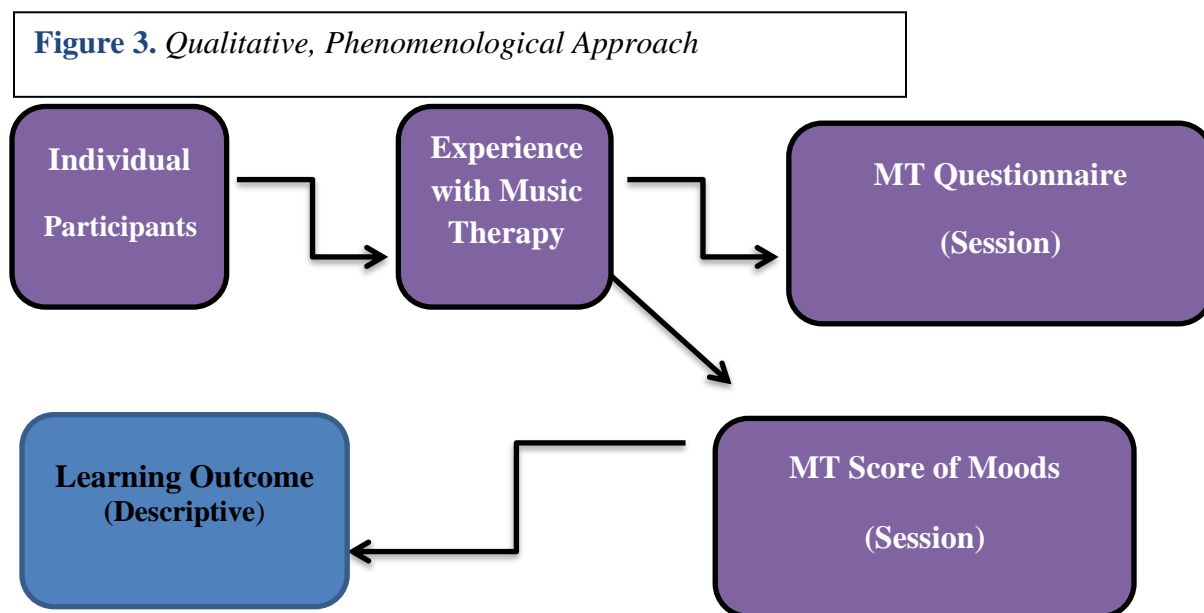 Figure 3. Qualitative, Phenomenological Approach
Individual
Participants
Experience
with Music
Therapy
MT Questionnaire
(Session)
Learning Outcome
(Descriptive)
MT Score of Moods
(Session)